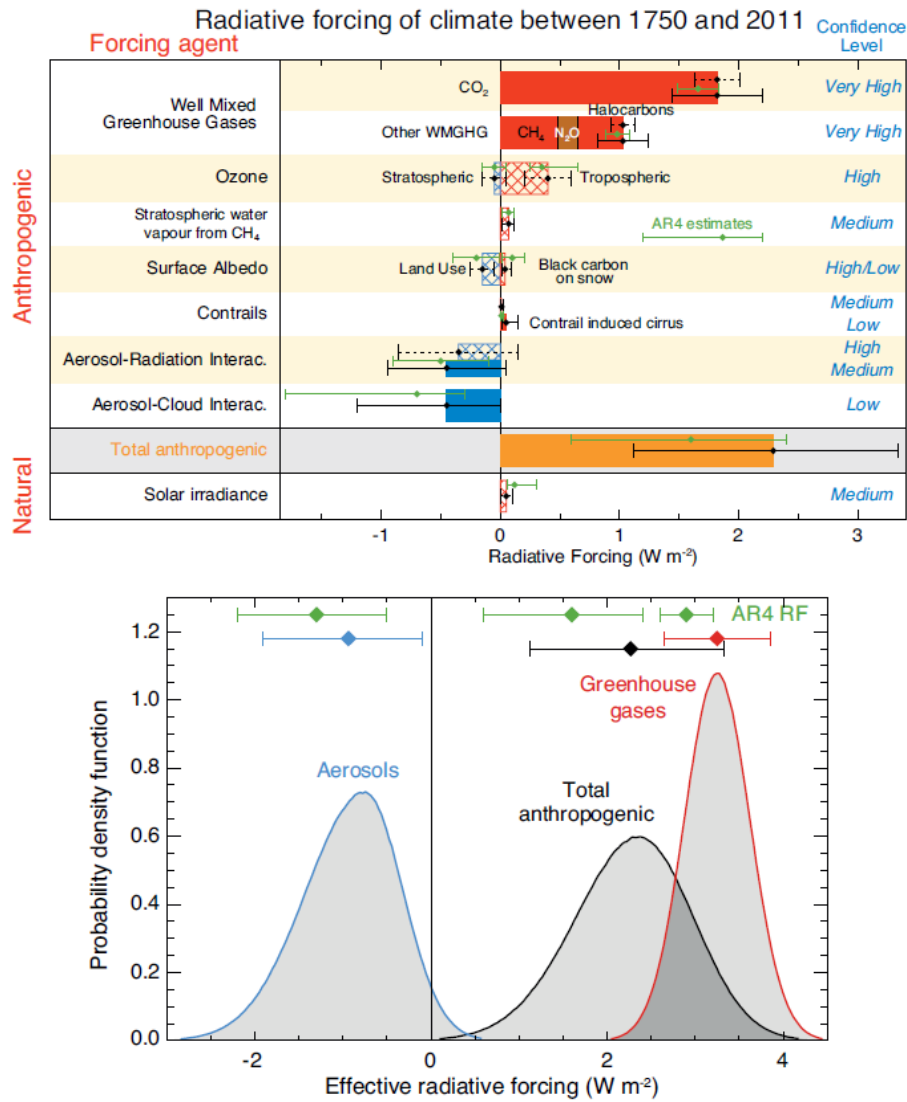 Radiative forcing of climate between 1750 and 2011
Forcing agent
Confidence
Level
Anthropogenic
Natural
Well Mixed
Greenhouse Gases
CO2
Very High
Halocarbons
Other WMGHG
CH4
N2O
Very High
Ozone
Stratospheric
Tropospheric
High
Stratospheric water
vapour from CH4
AR4 estimates
Medium
Surface Albedo
Land Use
Black carbon
on snow
High/Low
Contrails
Contrail induced cirrus
Medium
Low
Aerosol-Radiation Interac.
High
Medium
Aerosol-Cloud Interac.
Low
Total anthropogenic
Solar irradiance
Medium
-1 0 1 2 3
Radiative Forcing (W m-2)
AR4 RF
Greenhouse
gases
Aerosols
Total
anthropogenic
Probability density function
1.2
1.0
0.8
0.6
0.4
0.2
0.0
-2 0 2 4
Effective radiative forcing (W m-2)